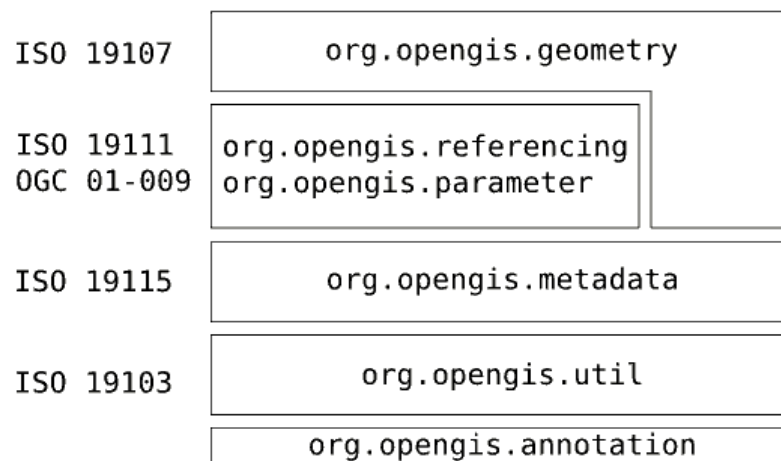 ISO 19107 org.opengis.geometry
ISO 19111 org.opengis.referencing
OGC 01-009 org.opengis.parameter
ISO 19115 org.opengis.metadata
ISO 19103 org.opengis.util
org.opengis.annotation